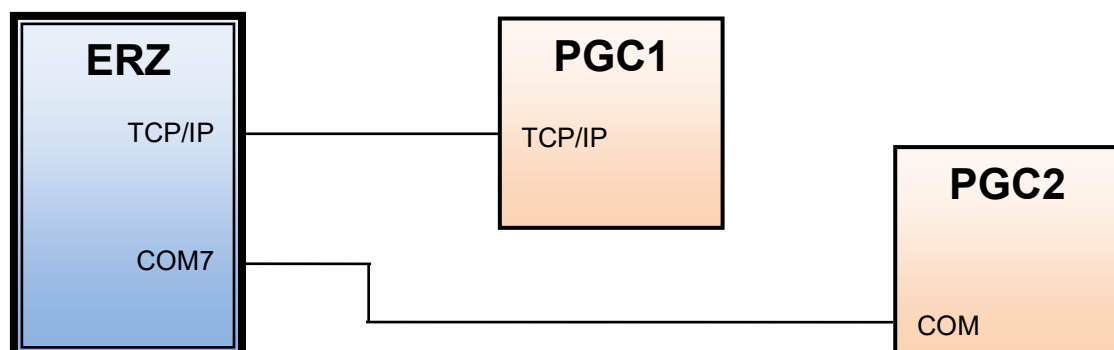 ERZ
TCP/IP
COM7
PGC1
TCP/IP
PGC2
COM